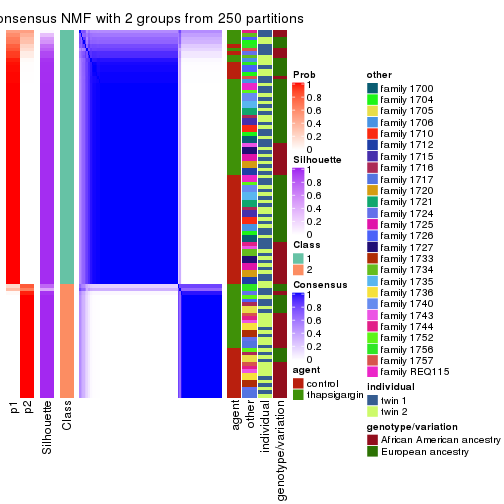 onsensus NMF with 2 groups from 250 partitions
p1
p2
Silhouette
Class
agent
other
individual
genotype/variation
Prob
1
0.8
0.6
0.4
0.2
0
Silhouette
1
0.8
0.6
0.4
0.2
0
Class
1
2
Consensus
1
0.8
0.6
0.4
0.2
0
agent
control
thapsigargin
other
family 1700
family 1704
family 1705
family 1706
family 1710
family 1712
family 1715
family 1716
family 1717
family 1720
family 1721
family 1724
family 1725
family 1726
family 1727
family 1733
family 1734
family 1735
family 1736
family 1740
family 1743
family 1744
family 1752
family 1756
family 1757
family REQ115
individual
twin 1
twin 2
genotype/variation
African American ancestry
European ancestry